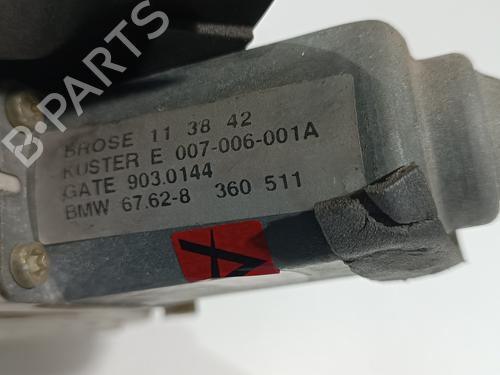 BROSE 11 38 42
KUSTER E 007-006-001A
GATE 903.0144
BMW 67.62-8 360 511
B-PARTS